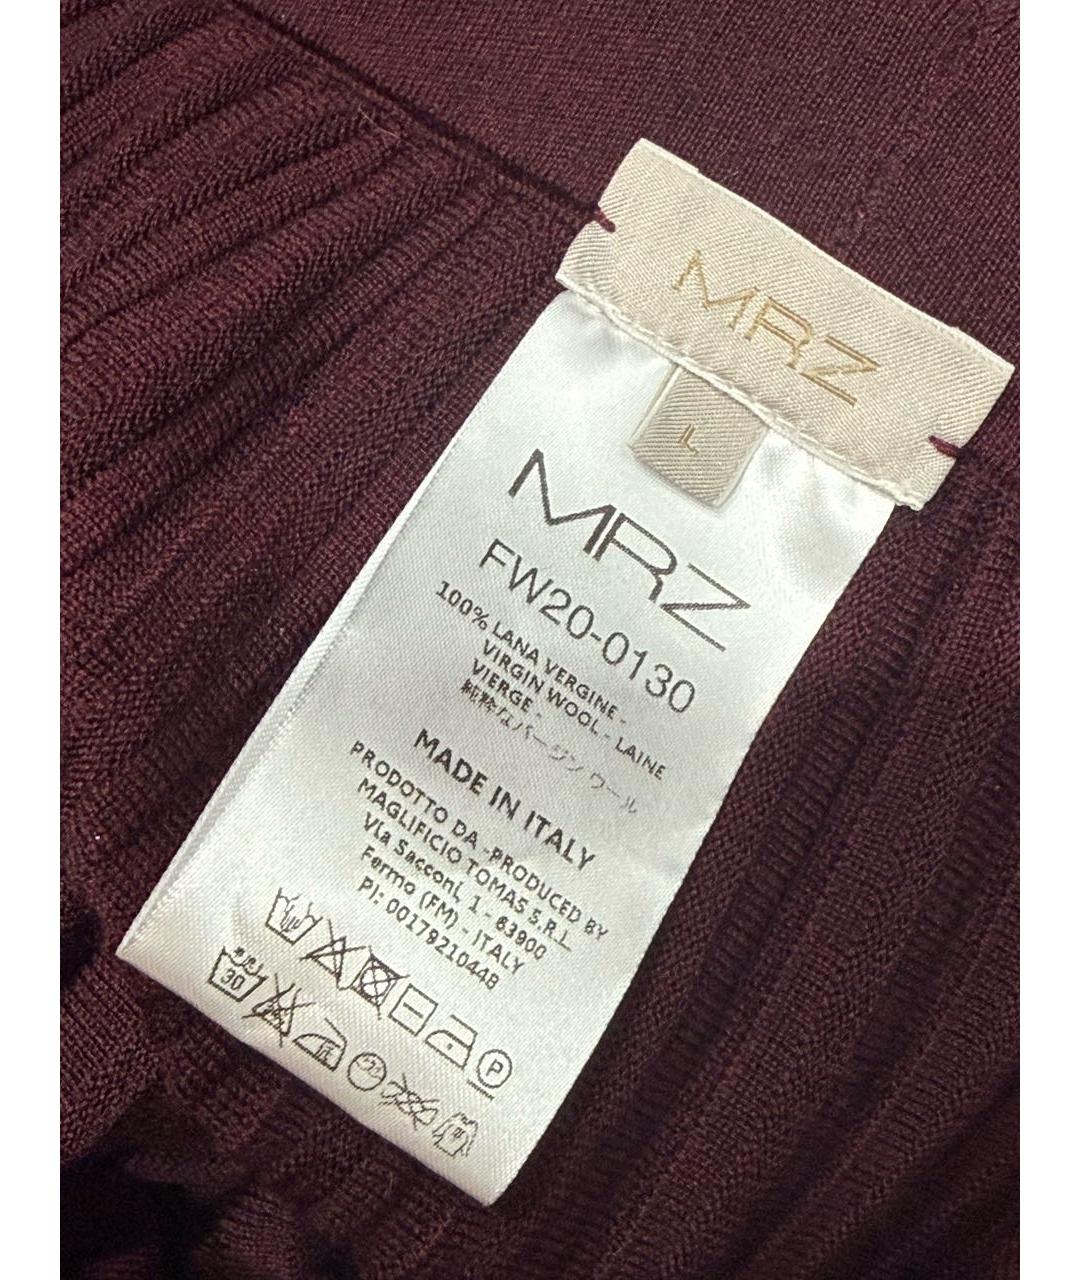 MRZ
L
MRZ
FW20-0130
100% LANA VERGINE -
VIRGIN WOOL - LAINE
VIERGE -
純粋なバージン ウール
MADE IN ITALY
PRODOTTO DA -PRODUCED BY
MAGLIFICIO TOMAS S.R.L.
Via Sacconi, 1 - 63900
Fermo (FM) - ITALY
PI: 00179210448
P
30